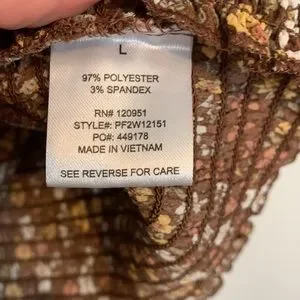 L
97% POLYESTER
3% SPANDEX
RN# 120951
STYLE#: PF2W12151
PO#: 449178
MADE IN VIETNAM
SEE REVERSE FOR CARE